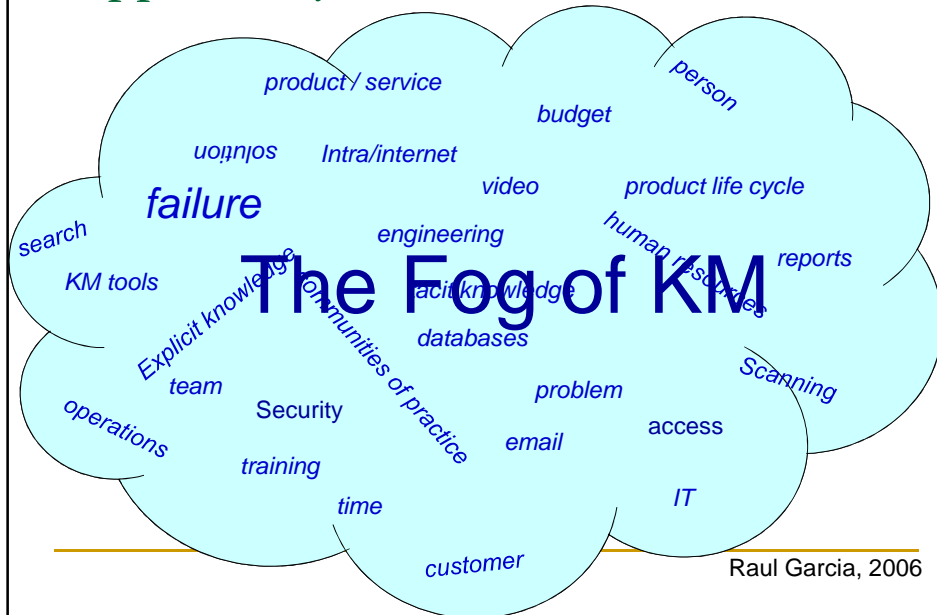 product / service
person
budget
solution
Intra/internet
video
product life cycle
failure
human resources
search
engineering
reports
The Fog of KM
KM tools
acit knowledge
Explicit knowledge
communities of practice
databases
Scanning
team
problem
Security
operations
access
email
training
IT
time
customer
Raul Garcia, 2006